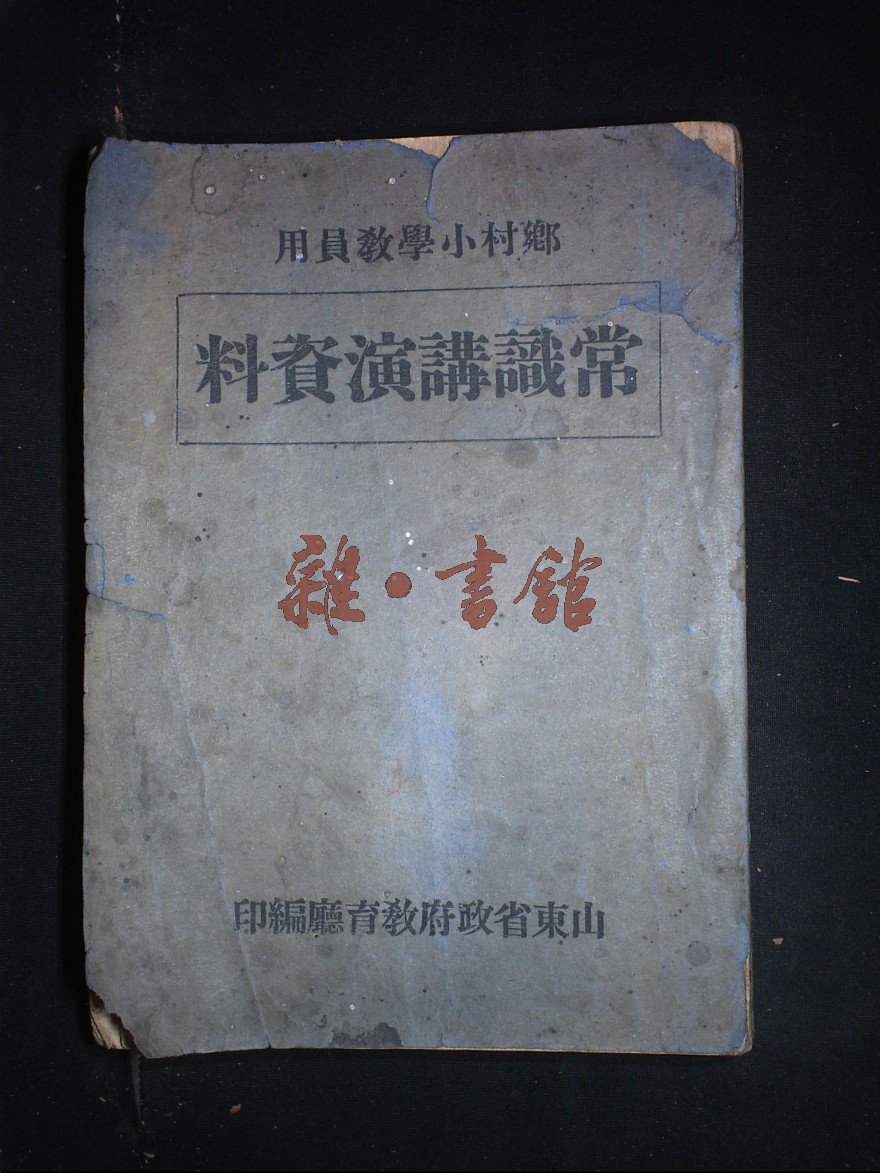 鄉村小學教員用
常識講演資料
雜·書館
山東省政府教育廳編印